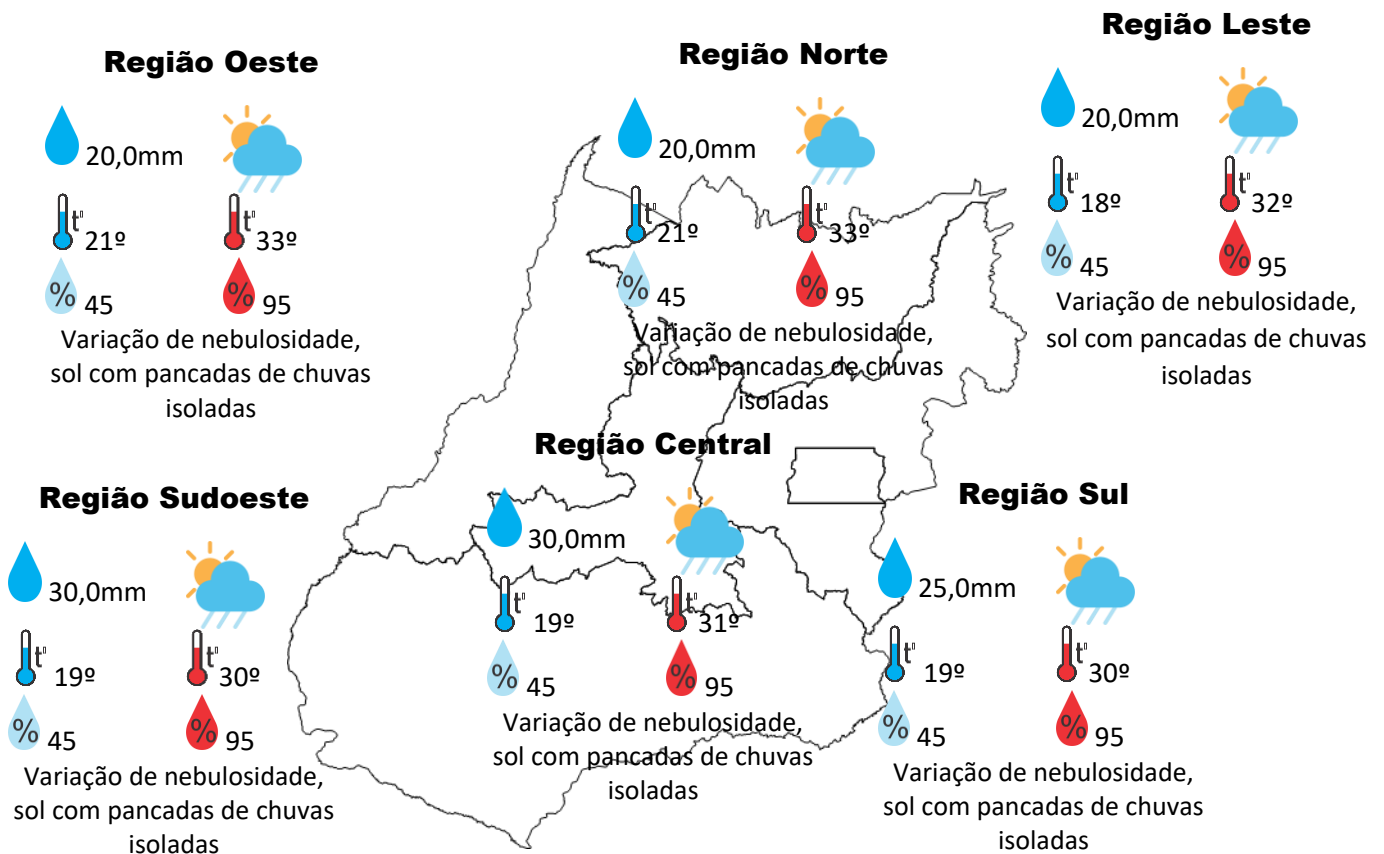 Região Oeste
20,0mm
t°
21º
t°
33º
% 45
% 95
Variação de nebulosidade,
sol com pancadas de chuvas
isoladas
Região Norte
20,0mm
t°
21º
t°
33º
% 45
% 95
Variação de nebulosidade,
sol com pancadas de chuvas
isoladas
Região Leste
20,0mm
t°
18º
t°
32º
% 45
% 95
Variação de nebulosidade,
sol com pancadas de chuvas
isoladas
Região Sudoeste
30,0mm
t°
19º
t°
30º
% 45
% 95
Variação de nebulosidade,
sol com pancadas de chuvas
isoladas
Região Central
30,0mm
t°
19º
t°
31º
% 45
% 95
Variação de nebulosidade,
sol com pancadas de chuvas
isoladas
Região Sul
25,0mm
t°
19º
t°
30º
% 45
% 95
Variação de nebulosidade,
sol com pancadas de chuvas
isoladas